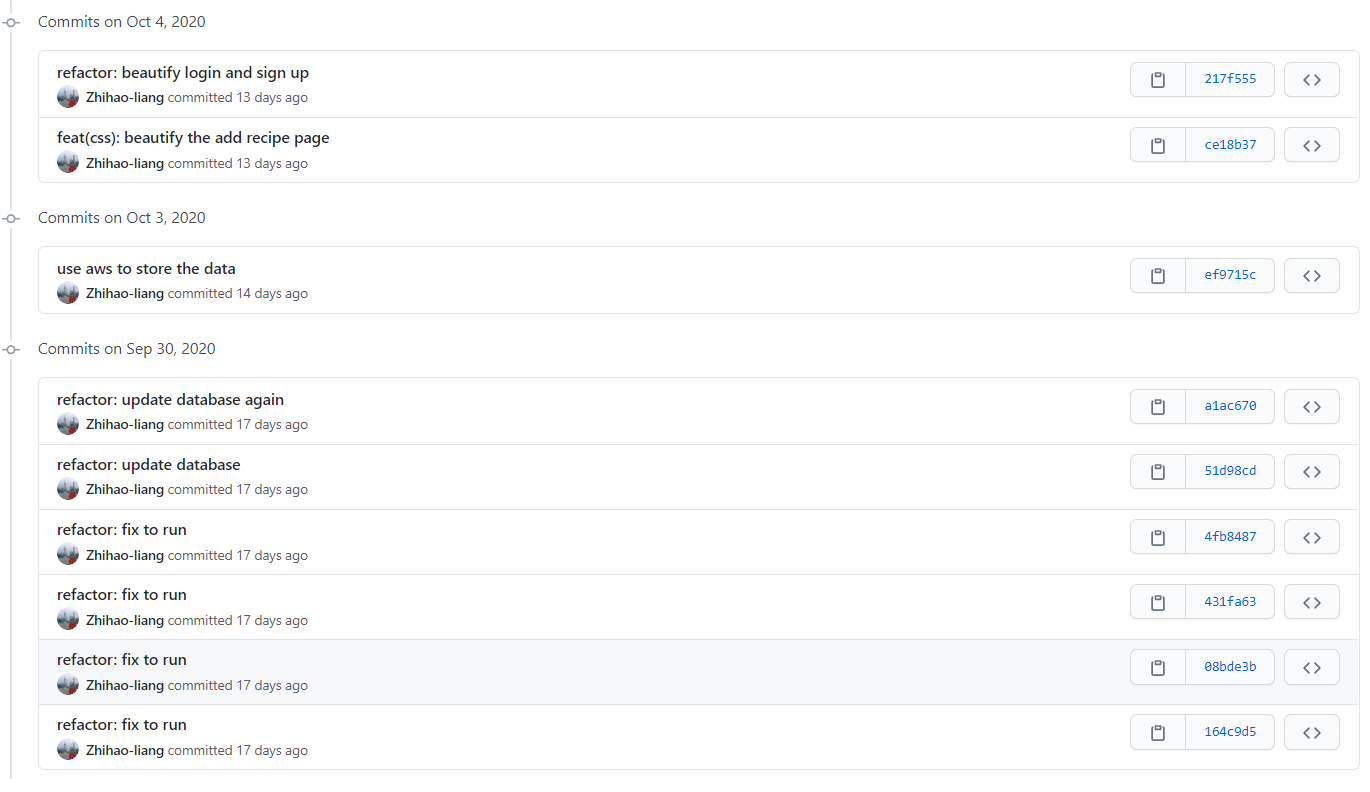 Commits on Oct 4, 2020
refactor: beautify login and sign up
217f555
Zhihao-liang committed 13 days ago
feat(css): beautify the add recipe page
ce18b37
Zhihao-liang committed 13 days ago
Commits on Oct 3, 2020
use aws to store the data
ef9715c
Zhihao-liang committed 14 days ago
Commits on Sep 30, 2020
refactor: update database again
a1ac670
Zhihao-liang committed 17 days ago
refactor: update database
51d98cd
Zhihao-liang committed 17 days ago
refactor: fix to run
4fb8487
Zhihao-liang committed 17 days ago
refactor: fix to run
431fa63
Zhihao-liang committed 17 days ago
refactor: fix to run
08bde3b
Zhihao-liang committed 17 days ago
refactor: fix to run
164c9d5
Zhihao-liang committed 17 days ago